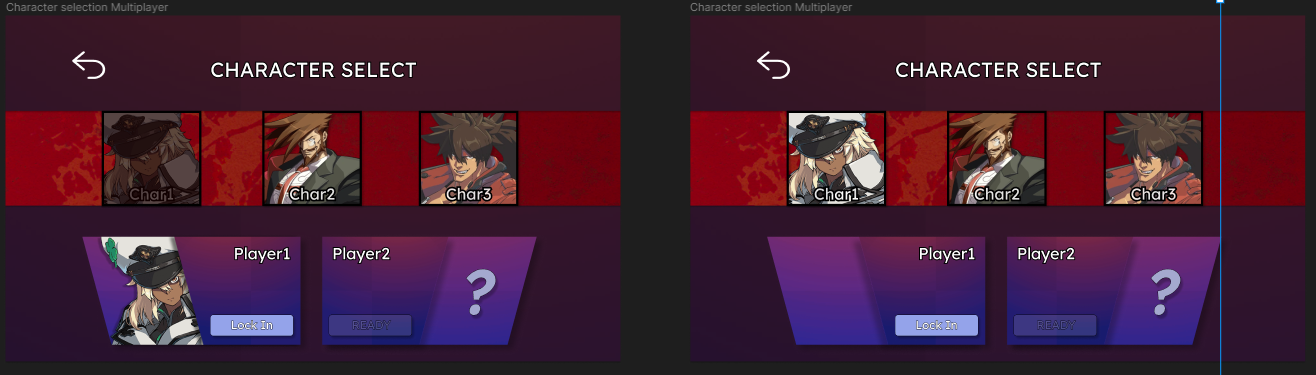 Character selection Multiplayer
CHARACTER SELECT
Char1
Char2
Char3
Player1
Lock In
Player2
READY
?
Character selection Multiplayer
CHARACTER SELECT
Char1
Char2
Char3
Player1
Lock In
Player2
READY
?